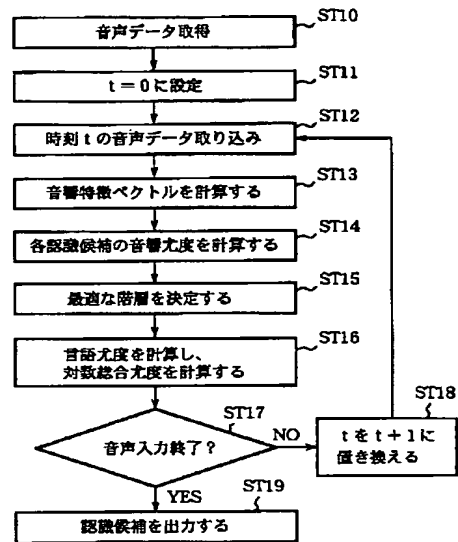 音声データ取得
ST10
t＝0に設定
ST11
時刻tの音声データ取り込み
ST12
音響特徴ベクトルを計算する
ST13
各認識候補の音響尤度を計算する
ST14
最適な階層を決定する
ST15
言語尤度を計算し、
対数総合尤度を計算する
ST16
音声入力終了？
ST17
NO
tをt＋1に
置き換える
ST18
YES
認識候補を出力する
ST19